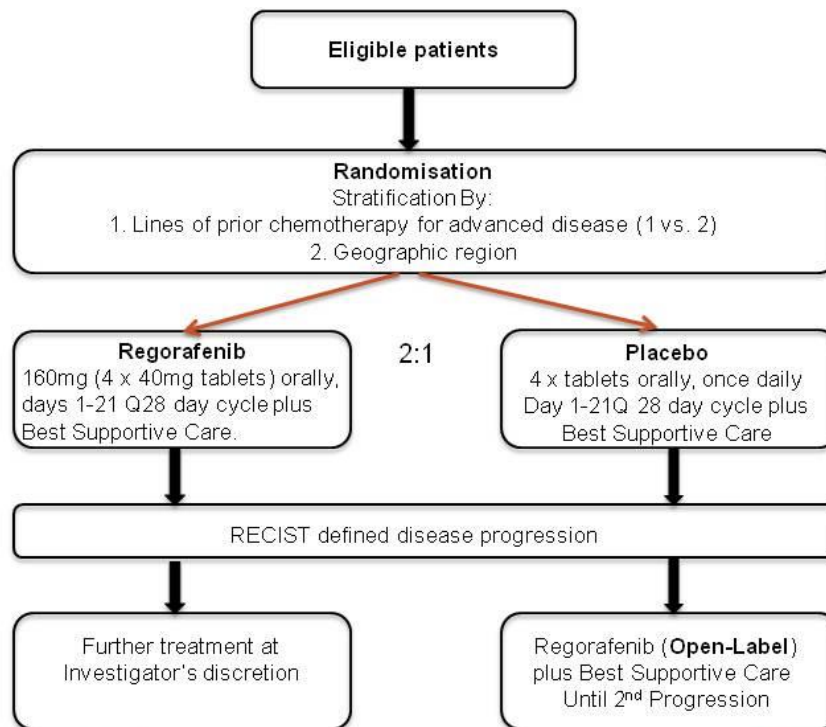 Eligible patients
Randomisation
Stratification By:
1. Lines of prior chemotherapy for advanced disease (1 vs. 2)
2. Geographic region
Regorafenib
160mg (4 x 40mg tablets) orally,
days 1-21 Q28 day cycle plus
Best Supportive Care.
2:1
Placebo
4 x tablets orally, once daily
Day 1-21Q 28 day cycle plus
Best Supportive Care
RECIST defined disease progression
Further treatment at
Investigator's discretion
Regorafenib (Open-Label)
plus Best Supportive Care
Until 2nd Progression